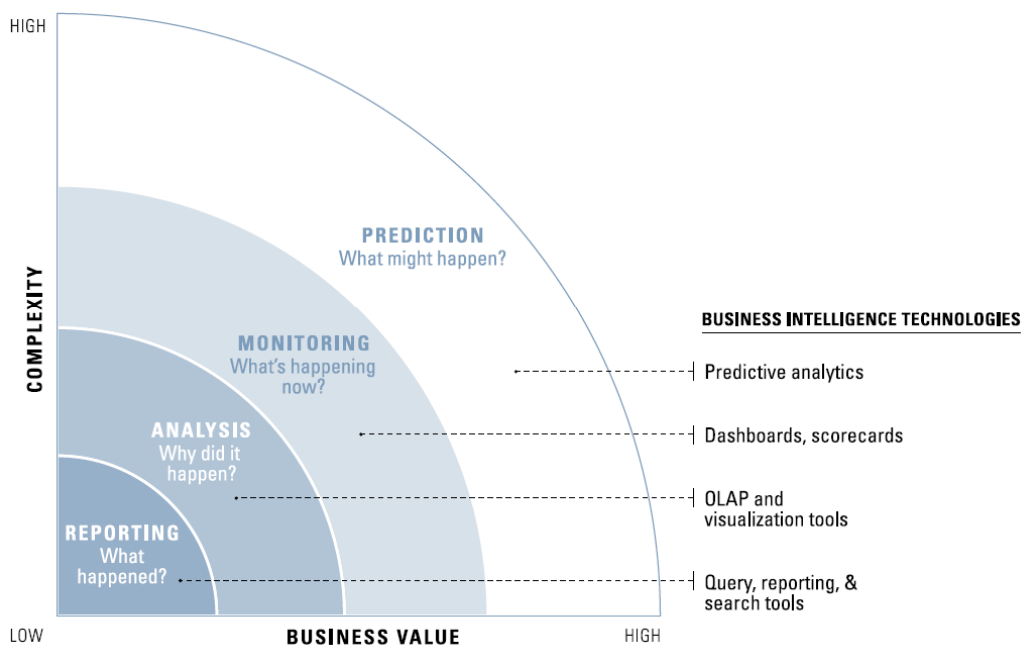 HIGH
COMPLEXITY
PREDICTION
What might happen?
MONITORING
What's happening
now?
ANALYSIS
Why did it
happen?
REPORTING
What
happened?
LOW
BUSINESS VALUE
HIGH
BUSINESS INTELLIGENCE TECHNOLOGIES
Predictive analytics
Dashboards, scorecards
OLAP and
visualization tools
Query, reporting, &
search tools